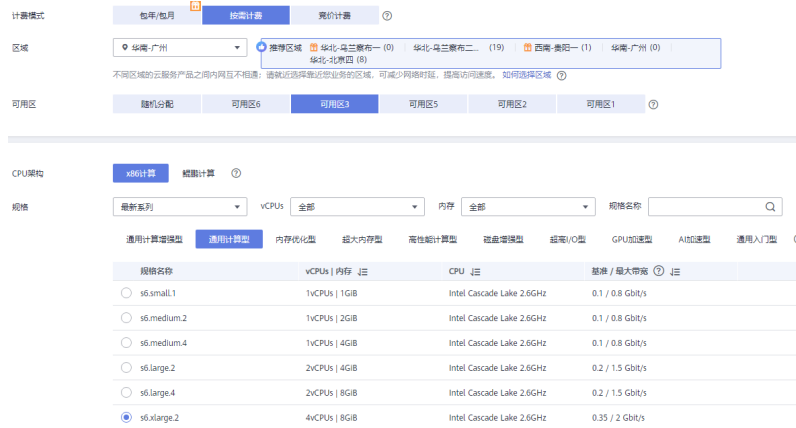 计费模式 包年/包月 按需计费 竞价计费 ?
区域 华南-广州 推荐区域 华北-乌兰察布一 (0) 华北-乌兰察布二... (19) 西南-贵阳一 (1) 华南-广州 (0)
华北-北京四 (8)
不同区域的云服务产品之间内网互不相通；请就近选择靠近您业务的区域，可减少网络时延，提高访问速度。 如何选择区域 ?
可用区 随机分配 可用区6 可用区3 可用区5 可用区2 可用区1 ?
CPU架构 x86计算 鲲鹏计算 ?
规格 最新系列 vCPUs 全部 内存 全部 规格名称
通用计算增强型 通用计算型 内存优化型 超大内存型 高性能计算型 磁盘增强型 超高I/O型 GPU加速型 AI加速型 通用入门型
规格名称 vCPUs | 内存 CPU 基准 / 最大带宽 ?
s6.small.1 1vCPUs | 1GiB Intel Cascade Lake 2.6GHz 0.1 / 0.8 Gbit/s
s6.medium.2 1vCPUs | 2GiB Intel Cascade Lake 2.6GHz 0.1 / 0.8 Gbit/s
s6.medium.4 1vCPUs | 4GiB Intel Cascade Lake 2.6GHz 0.1 / 0.8 Gbit/s
s6.large.2 2vCPUs | 4GiB Intel Cascade Lake 2.6GHz 0.2 / 1.5 Gbit/s
s6.large.4 2vCPUs | 8GiB Intel Cascade Lake 2.6GHz 0.2 / 1.5 Gbit/s
s6.xlarge.2 4vCPUs | 8GiB Intel Cascade Lake 2.6GHz 0.35 / 2 Gbit/s